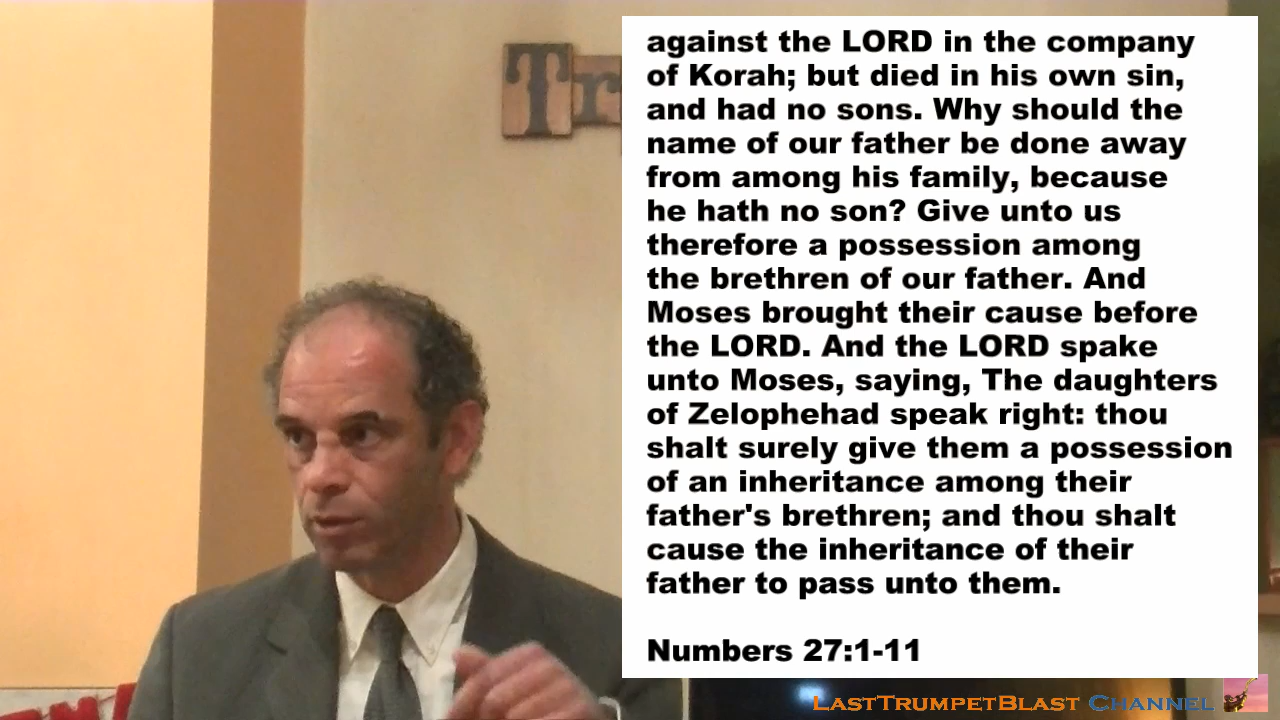 Tr
against the LORD in the company
of Korah; but died in his own sin,
and had no sons. Why should the
name of our father be done away
from among his family, because
he hath no son? Give unto us
therefore a possession among
the brethren of our father. And
Moses brought their cause before
the LORD. And the LORD spake
unto Moses, saying, The daughters
of Zelophehad speak right: thou
shalt surely give them a possession
of an inheritance among their
father's brethren; and thou shalt
cause the inheritance of their
father to pass unto them.
Numbers 27:1-11
LASTTRUMPETBLAST CHANNEL